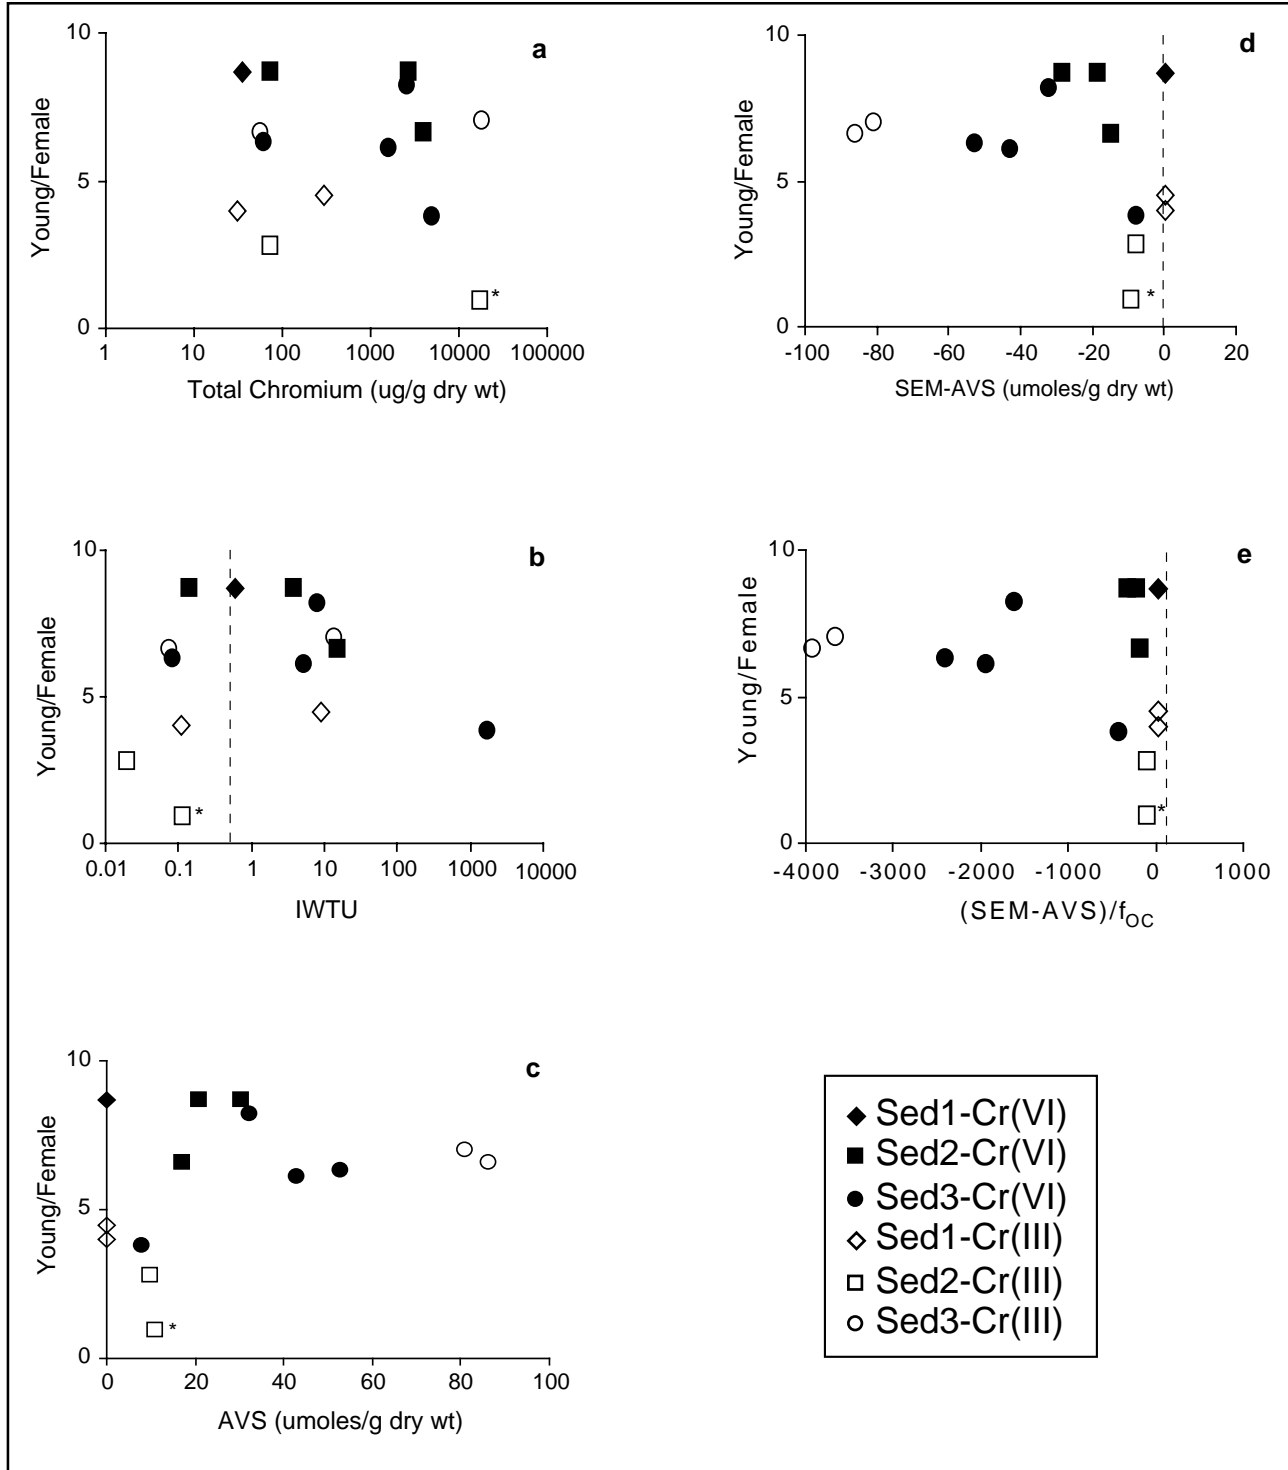 a
10
5
0
Young/Female
1 10 100 1000 10000 100000
Total Chromium (ug/g dry wt)
*
d
10
5
0
Young/Female
-100 -80 -60 -40 -20 0 20
SEM-AVS (umoles/g dry wt)
*
b
10
5
0
Young/Female
0.01 0.1 1 10 100 1000 10000
IWTU
*
e
10
5
0
Young/Female
-4000 -3000 -2000 -1000 0 1000
(SEM-AVS)/fOC
*
c
10
5
0
Young/Female
0 20 40 60 80 100
AVS (umoles/g dry wt)
*
Sed1-Cr(VI)
Sed2-Cr(VI)
Sed3-Cr(VI)
Sed1-Cr(III)
Sed2-Cr(III)
Sed3-Cr(III)